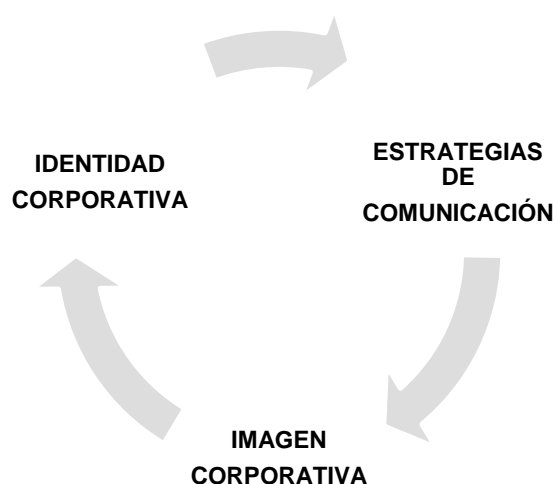 IDENTIDAD
CORPORATIVA
ESTRATEGIAS
DE
COMUNICACIÓN
IMAGEN
CORPORATIVA